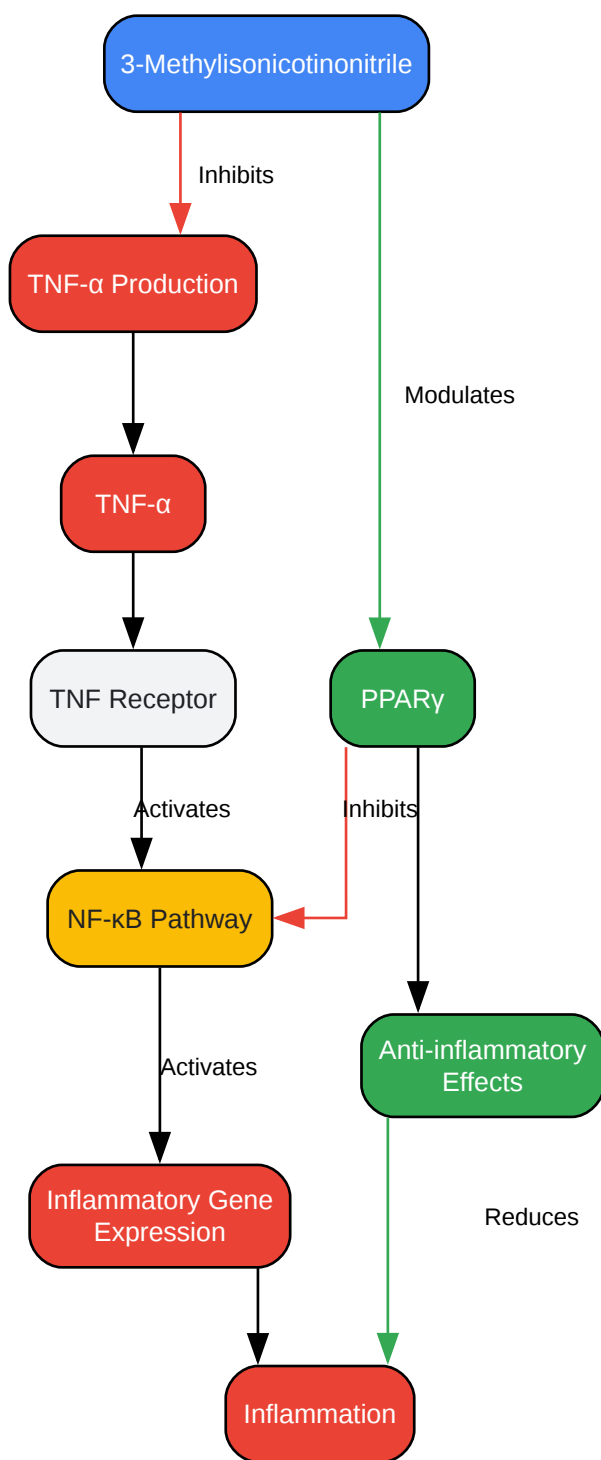 3-Methylisonicotinonitrile
Inhibits
TNF-α Production
Modulates
TNF-α
TNF Receptor
PPARγ
Activates
Inhibits
NF-κB Pathway
Anti-inflammatory
Effects
Activates
Inflammatory Gene
Expression
Reduces
Inflammation